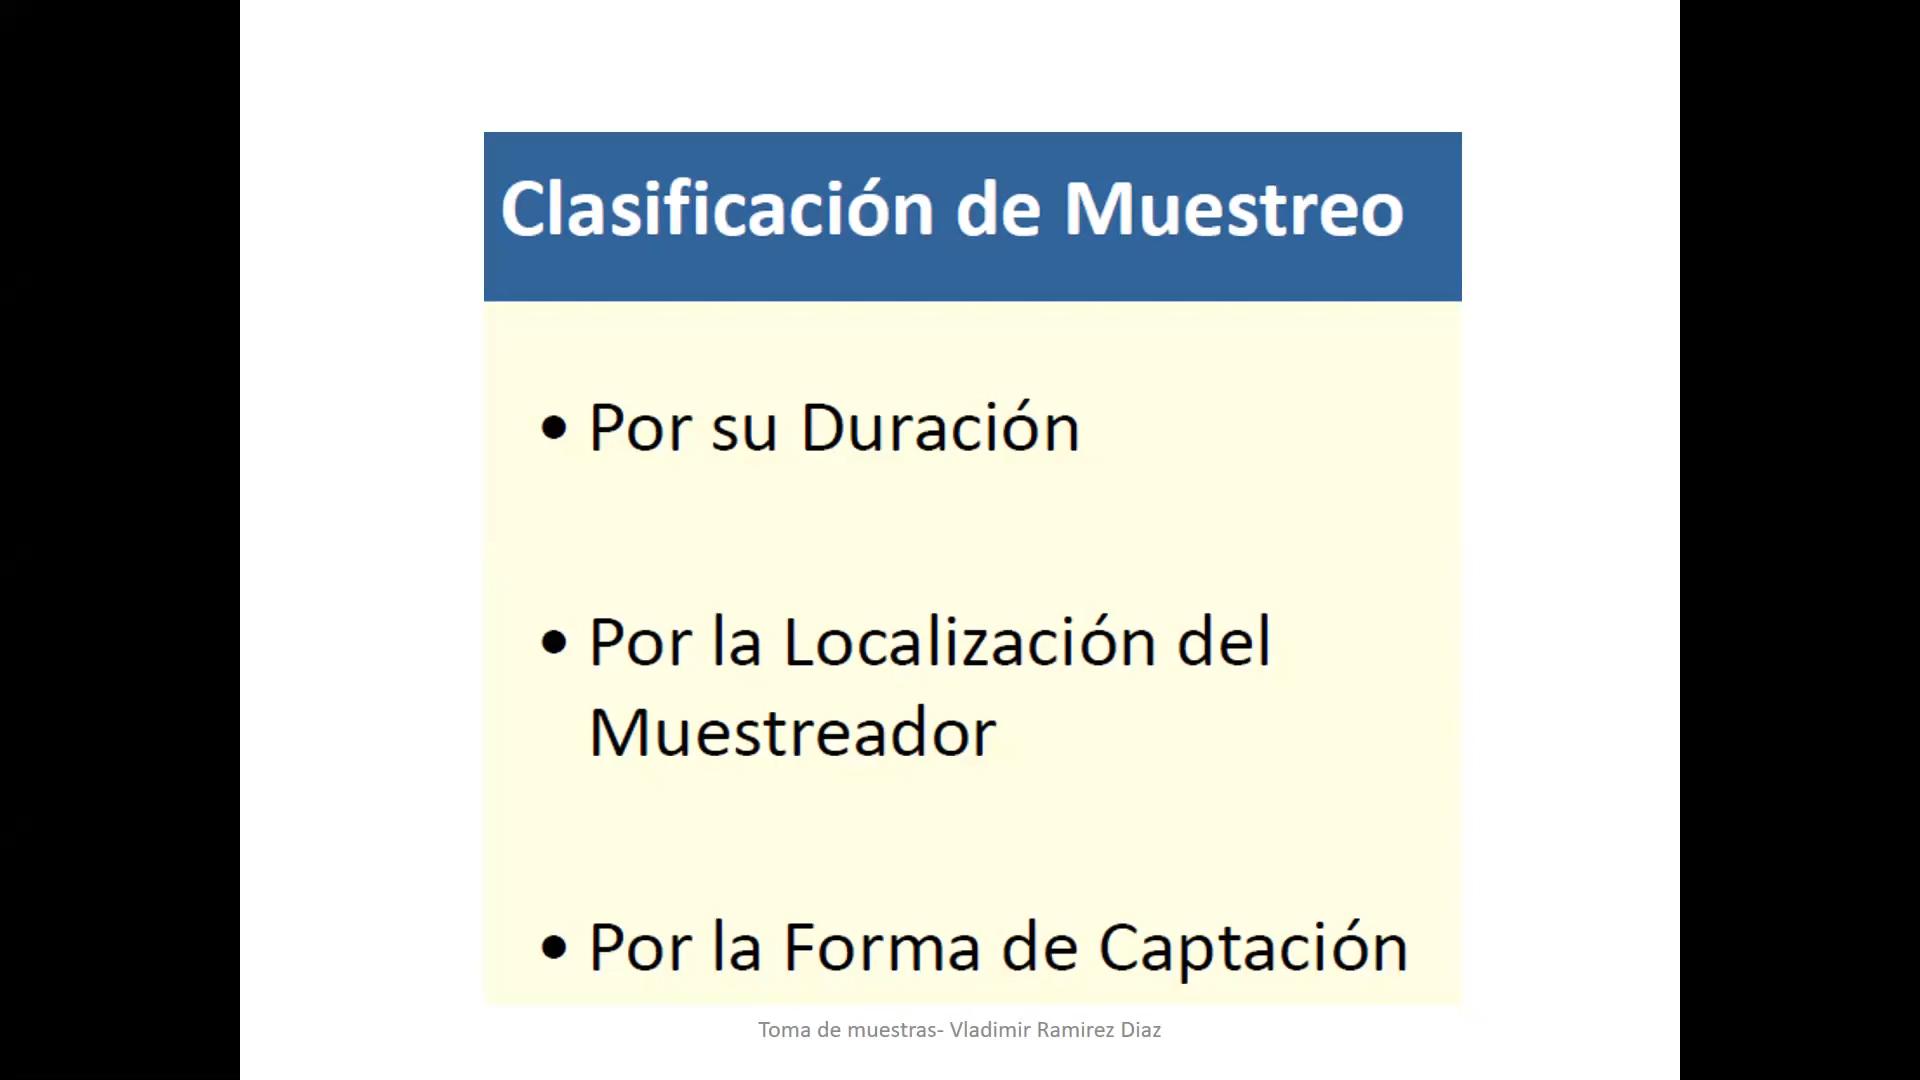 Clasificación de Muestreo
• Por su Duración
• Por la Localización del
Muestreador
• Por la Forma de Captación
Toma de muestras- Vladimir Ramirez Diaz